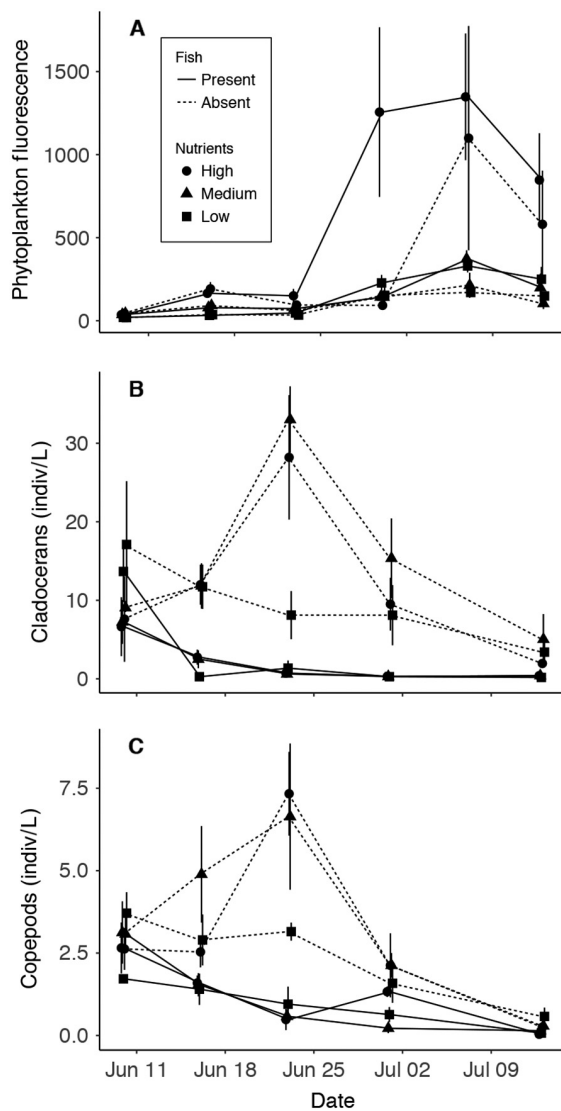 A
Phytoplankton fluorescence
1500
1000
500
0
Fish
Present
Absent
Nutrients
High
Medium
Low
B
Cladocerans (indiv/L)
30
20
10
0
C
Copepods (indiv/L)
7.5
5.0
2.5
0.0
Jun 11 Jun 18 Jun 25 Jul 02 Jul 09
Date